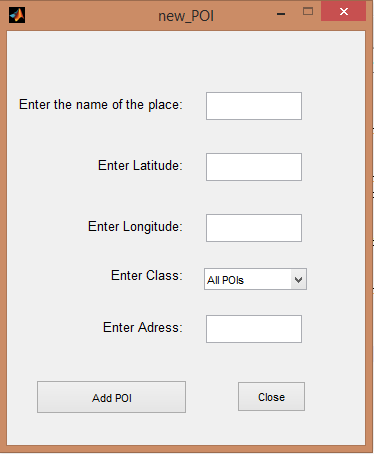 new_POI
Enter the name of the place:
Enter Latitude:
Enter Longitude:
Enter Class: All POIs
Enter Adress:
Add POI Close